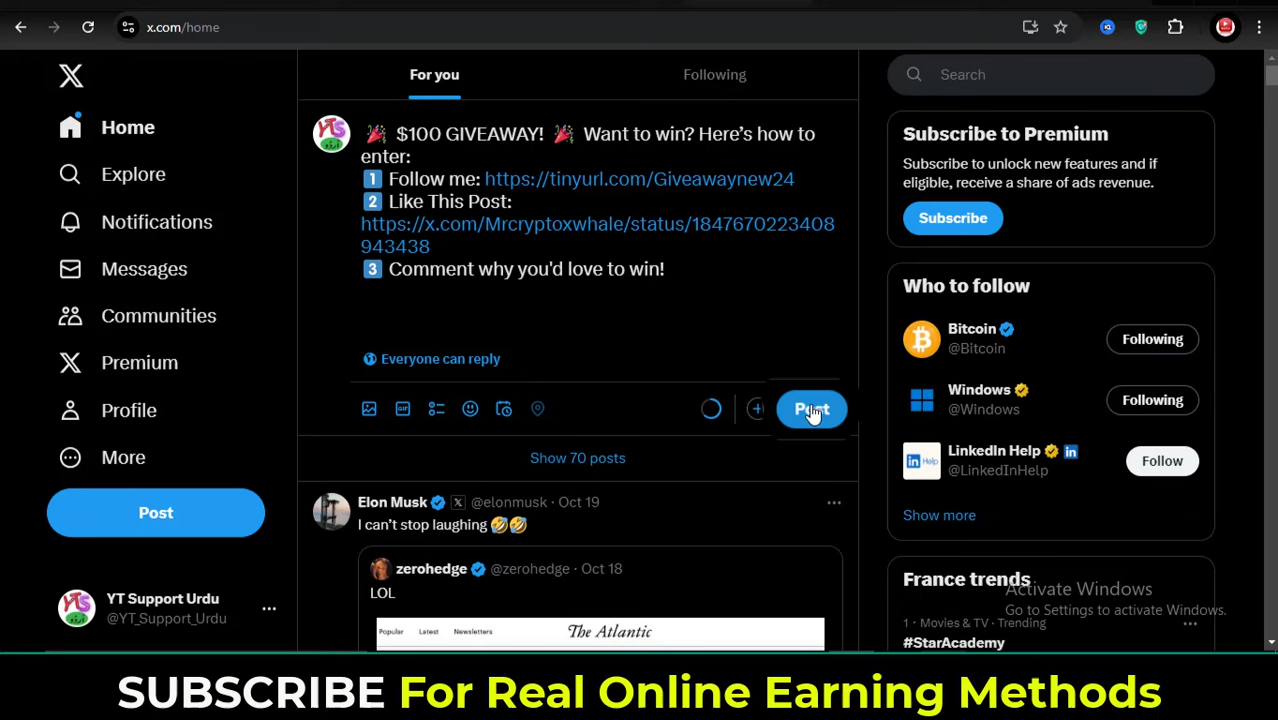 x.com/home
For you
Following
Search
Home
Explore
Notifications
Messages
Communities
Premium
Profile
More
Post
YT Support Urdu
@YT_Support_Urdu
🎉 $100 GIVEAWAY! 🎉 Want to win? Here's how to
enter:
1️⃣ Follow me: https://tinyurl.com/Giveawaynew24
2️⃣ Like This Post:
https://x.com/Mrcryptoxwhale/status/1847670223408
943438
3️⃣ Comment why you'd love to win!
Everyone can reply
GIF
Post
Show 70 posts
Elon Musk @elonmusk · Oct 19
I can't stop laughing 🤣🤣
zerohedge @zerohedge · Oct 18
LOL
Popular Latest Newsletters The Atlantic
Subscribe to Premium
Subscribe to unlock new features and if
eligible, receive a share of ads revenue.
Subscribe
Who to follow
Bitcoin
@Bitcoin
Following
Windows
@Windows
Following
LinkedIn Help
@LinkedInHelp
Follow
Show more
France trends
Activate Windows
Go to Settings to activate Windows.
1 · Movies & TV · Trending
#StarAcademy
SUBSCRIBE For Real Online Earning Methods